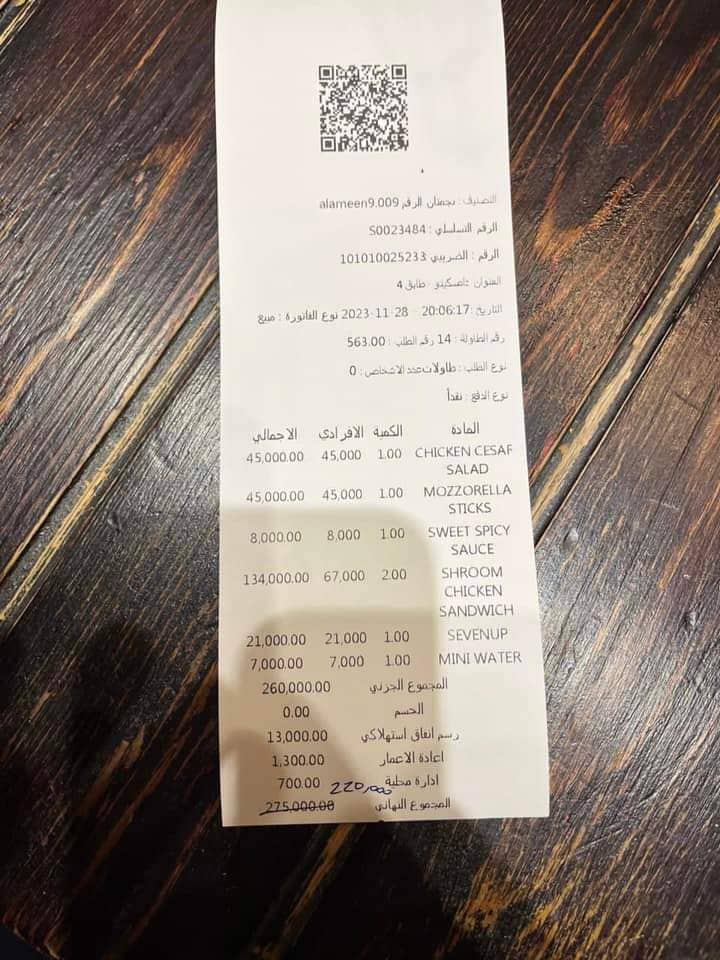 التصنيف : نجمتان الرقم alameen9.009
الرقم التسلسلي : S0023484
الرقم : الضريبي 101010025233
العنوان : داسكينو - طابق 4
التاريخ : 20:06:17 2023-11-28 نوع الفاتورة : مبيع
رقم الطاولة : 14 رقم الطلب : 563.00
نوع الطلب : طاولات عدد الاشخاص : 0
نوع الدفع : نقداً
المادة الكمية الافرادي الاجمالي
CHICKEN CESAR 1.00 45,000 45,000.00
SALAD
MOZZORELLA 1.00 45,000 45,000.00
STICKS
SWEET SPICY 1.00 8,000 8,000.00
SAUCE
SHROOM 2.00 67,000 134,000.00
CHICKEN
SANDWICH
SEVENUP 1.00 21,000 21,000.00
MINI WATER 1.00 7,000 7,000.00
المجموع الجزئي 260,000.00
الحسم 0.00
رسم انفاق استهلاكي 13,000.00
اعادة الاعمار 1,300.00
ادارة محلية 700.00
220,000
المجموع النهائي 275,000.00